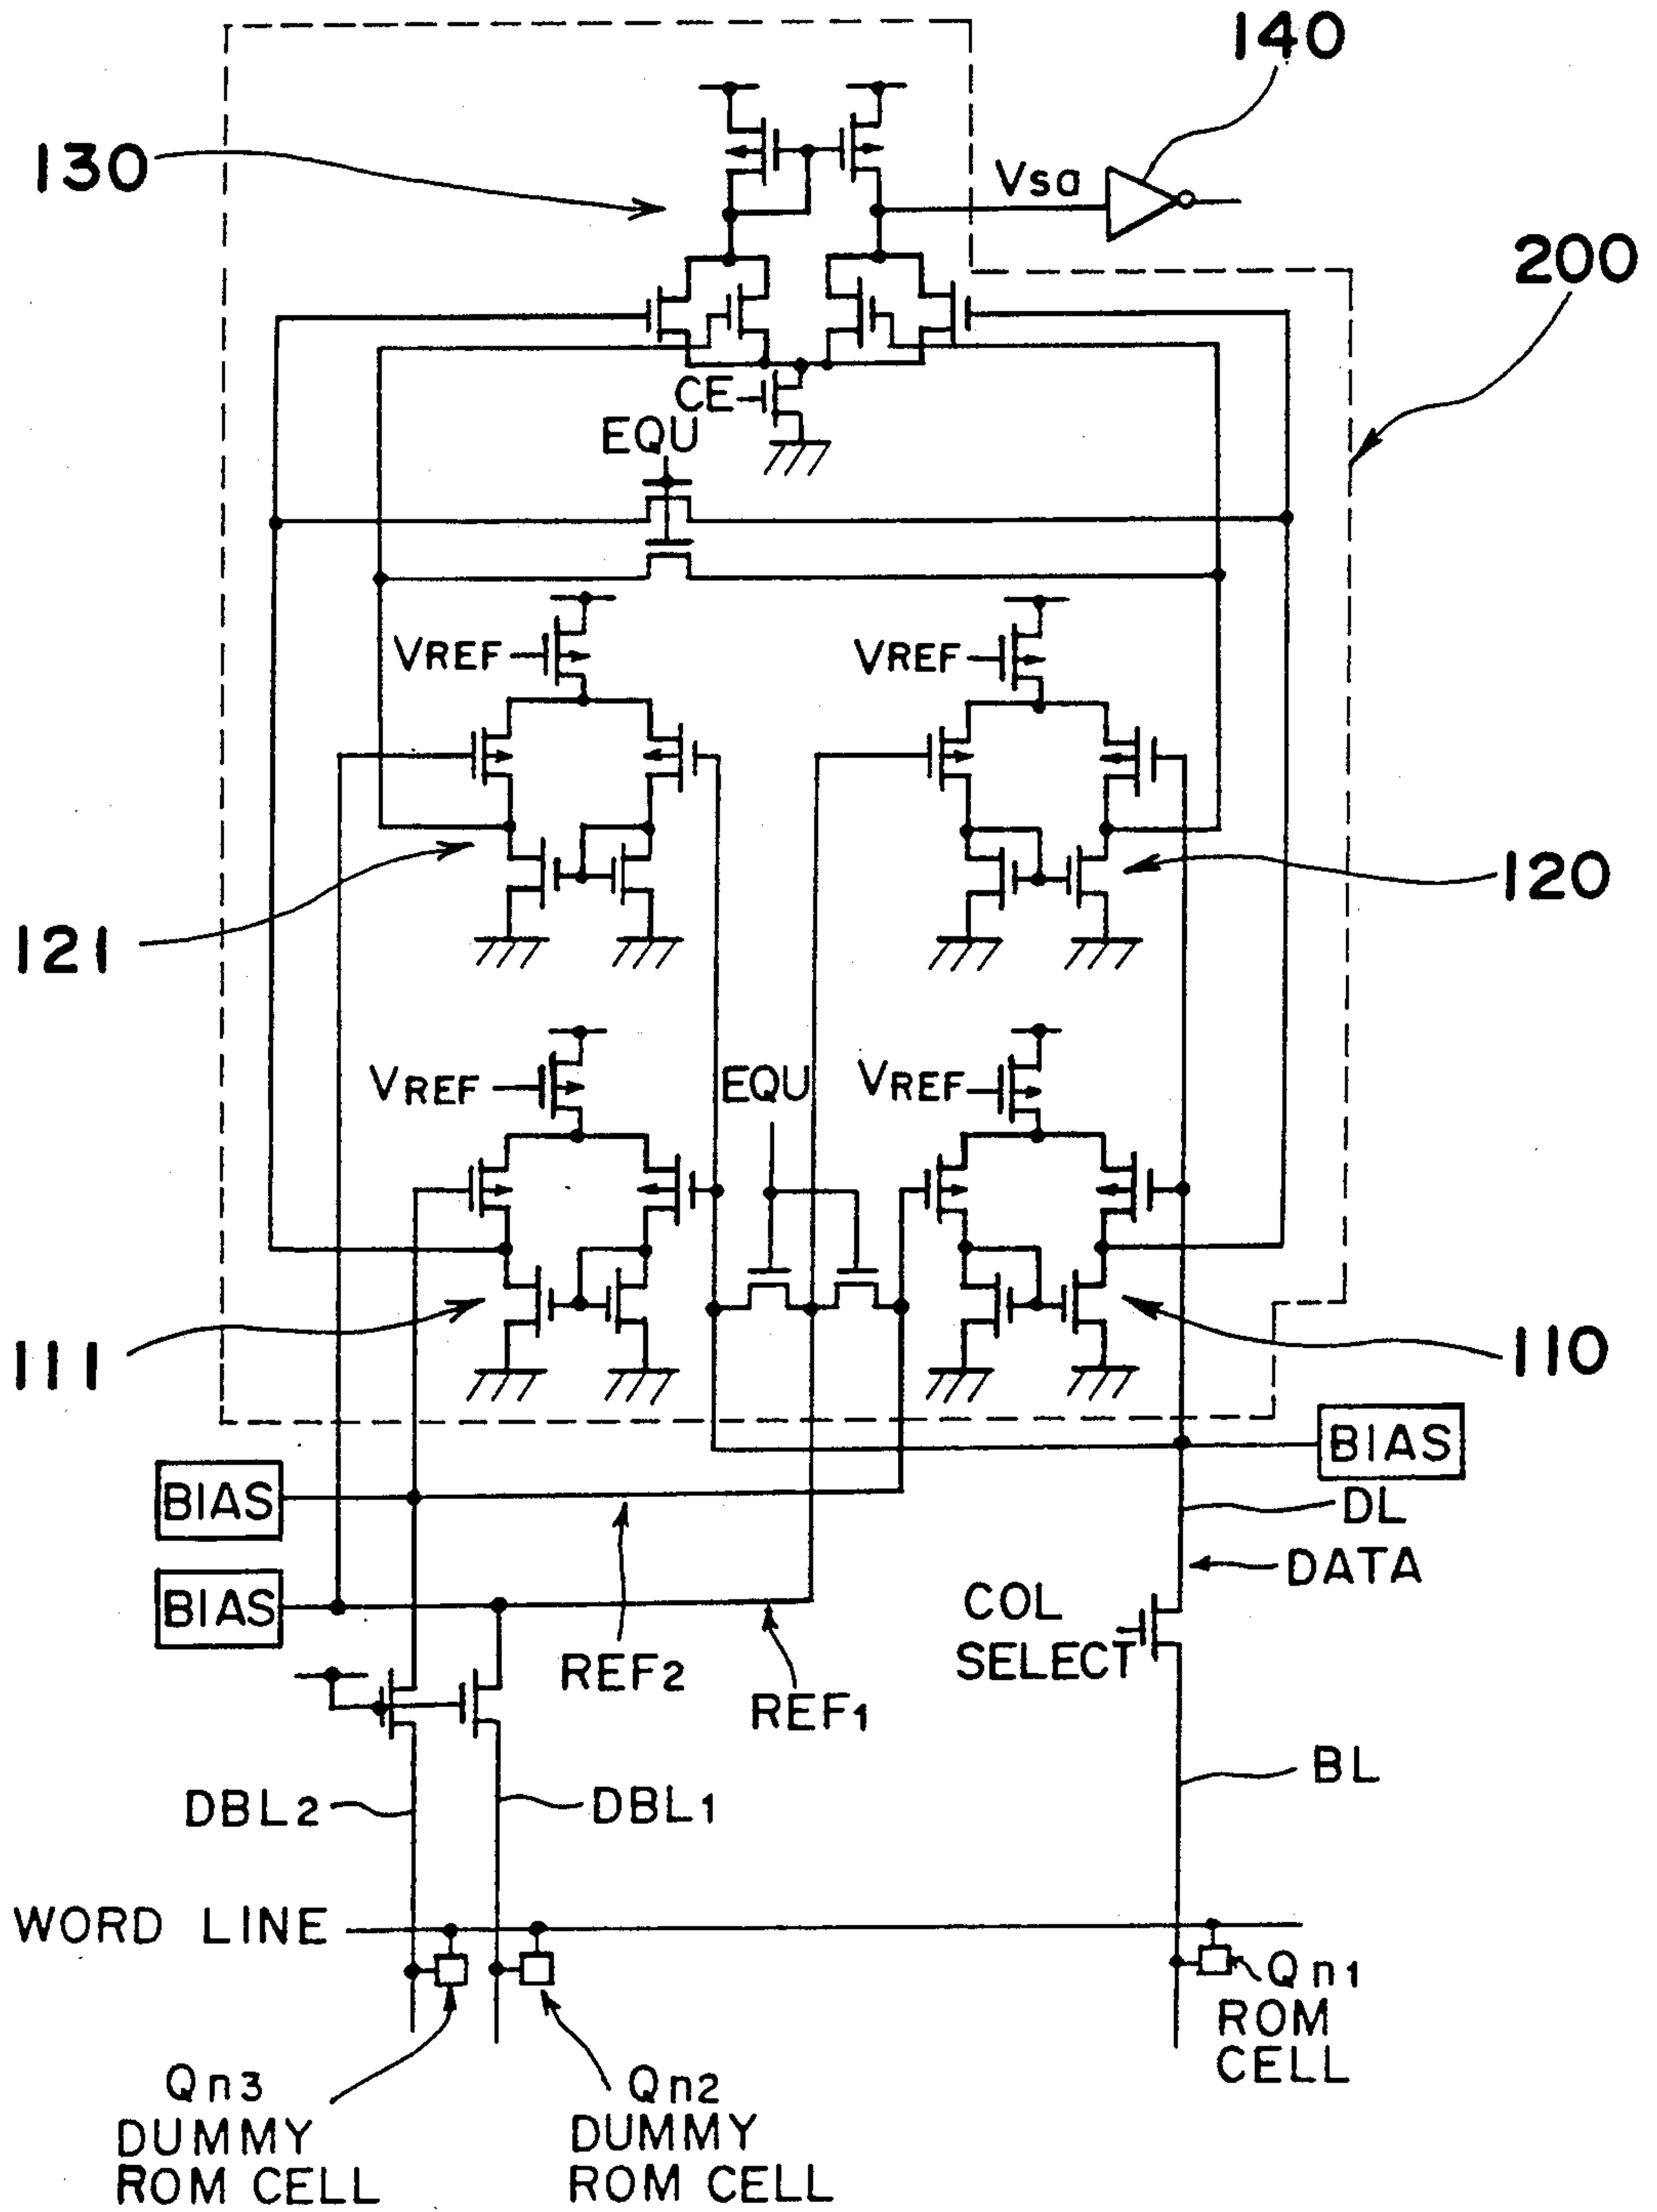 140
130
Vsa
200
CE
EQU
VREF
VREF
120
121
VREF
EQU
VREF
111
110
BIAS
BIAS
DL
DATA
BIAS
COL
SELECT
REF2
REF1
BL
DBL2
DBL1
WORD LINE
Qn1
ROM
CELL
Qn3
DUMMY
ROM CELL
Qn2
DUMMY
ROM CELL